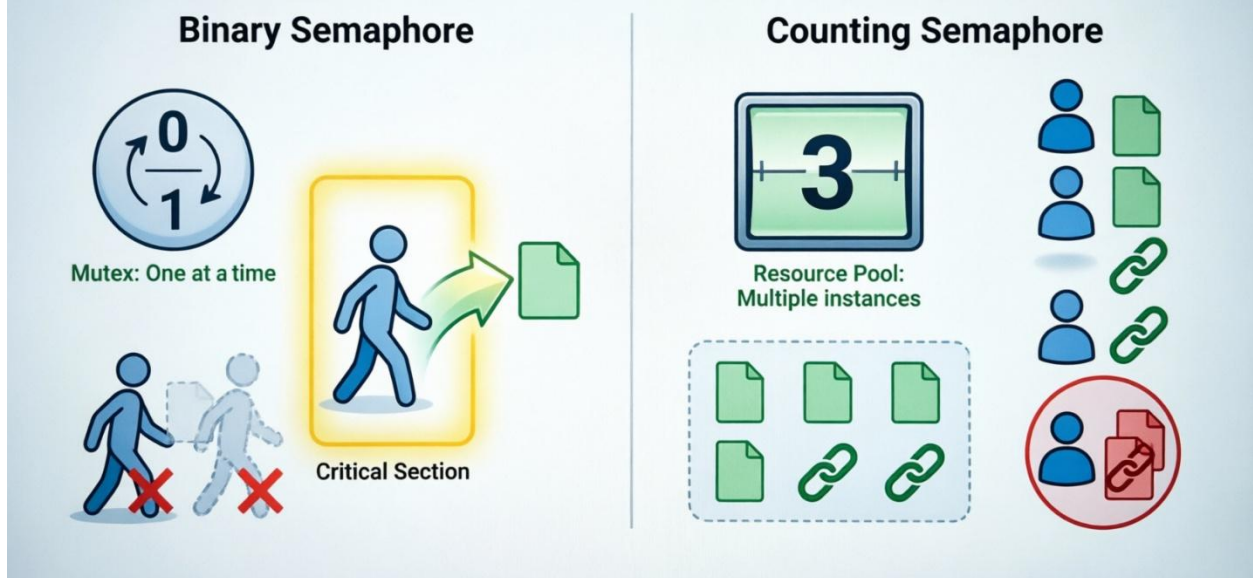 Binary Semaphore
0
1
Mutex: One at a time
Critical Section
Counting Semaphore
3
Resource Pool:
Multiple instances